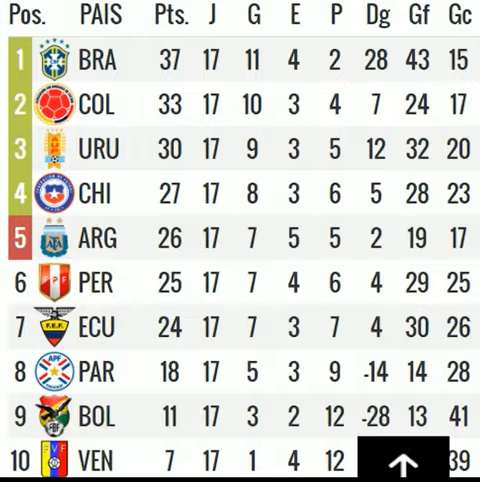 Pos. PAIS Pts. J G E P Dg Gf Gc
1 BRA 37 17 11 4 2 28 43 15
2 COL 33 17 10 3 4 7 24 17
3 URU 30 17 9 3 5 12 32 20
4 CHI 27 17 8 3 6 5 28 23
5 ARG 26 17 7 5 5 2 19 17
6 PER 25 17 7 4 6 4 29 25
7 ECU 24 17 7 3 7 4 30 26
8 PAR 18 17 5 3 9 -14 14 28
9 BOL 11 17 3 2 12 -28 13 41
10 VEN 7 17 1 4 12 39